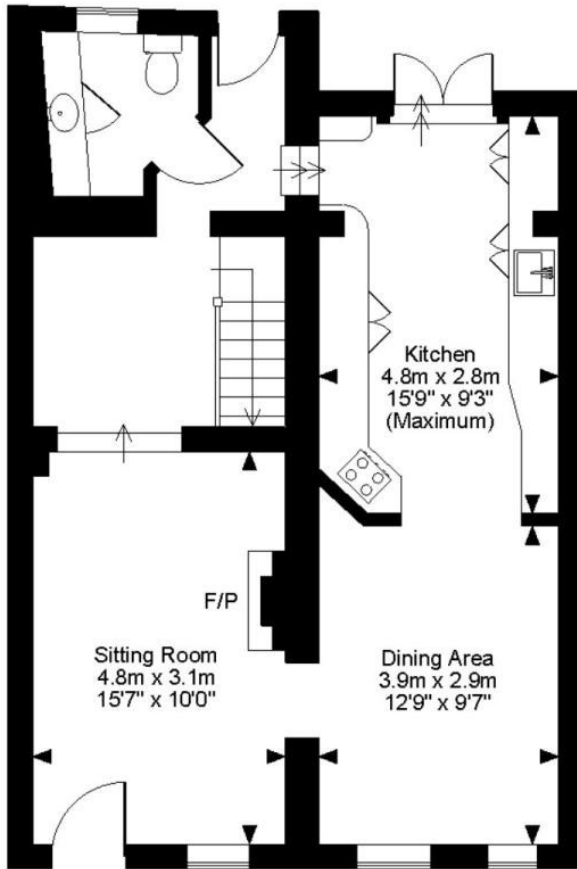 Kitchen
4.8m x 2.8m
15'9" x 9'3"
(Maximum)
F/P
Sitting Room
4.8m x 3.1m
15'7" x 10'0"
Dining Area
3.9m x 2.9m
12'9" x 9'7"